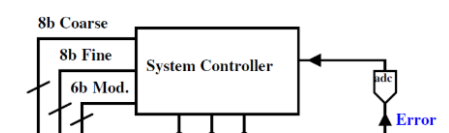 8b Coarse
8b Fine
System Controller
6b Mod.
adc
Error